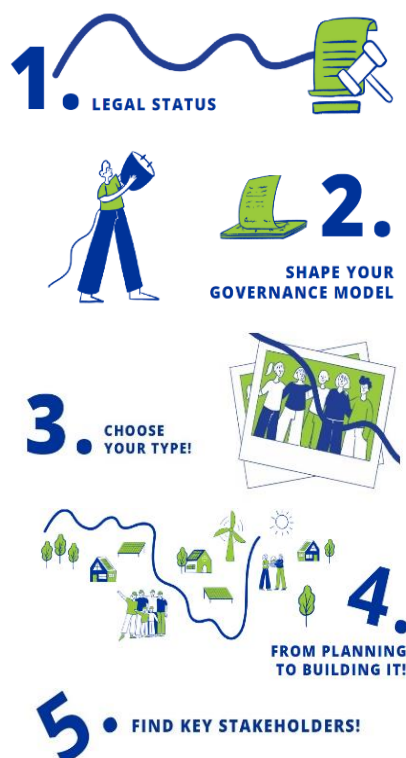 1. LEGAL STATUS
2.
SHAPE YOUR
GOVERNANCE MODEL
3. CHOOSE
YOUR TYPE!
4.
FROM PLANNING
TO BUILDING IT!
5. FIND KEY STAKEHOLDERS!